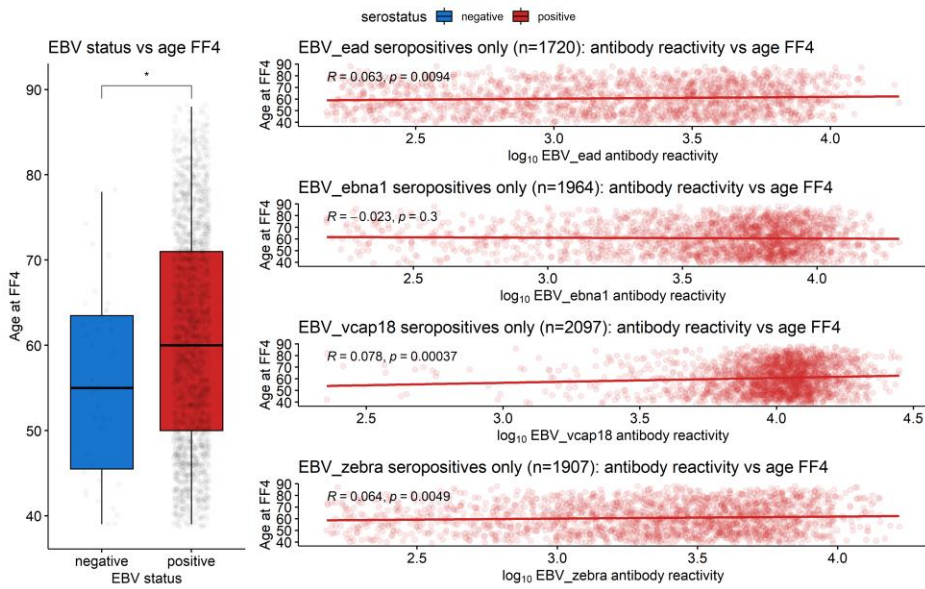 serostatus negative positive
EBV status vs age FF4
*
Age at FF4
90
80
70
60
50
40
negative positive
EBV status
EBV_ead seropositives only (n=1720): antibody reactivity vs age FF4
Age at FF4
90
80
70
60
50
40
R = 0.063, p = 0.0094
2.5 3.0 3.5 4.0
log10 EBV_ead antibody reactivity
EBV_ebna1 seropositives only (n=1964): antibody reactivity vs age FF4
Age at FF4
90
80
70
60
50
40
R = −0.023, p = 0.3
2.5 3.0 3.5 4.0
log10 EBV_ebna1 antibody reactivity
EBV_vcap18 seropositives only (n=2097): antibody reactivity vs age FF4
Age at FF4
90
80
70
60
50
40
R = 0.078, p = 0.00037
2.5 3.0 3.5 4.0 4.5
log10 EBV_vcap18 antibody reactivity
EBV_zebra seropositives only (n=1907): antibody reactivity vs age FF4
Age at FF4
90
80
70
60
50
40
R = 0.064, p = 0.0049
2.5 3.0 3.5 4.0
log10 EBV_zebra antibody reactivity